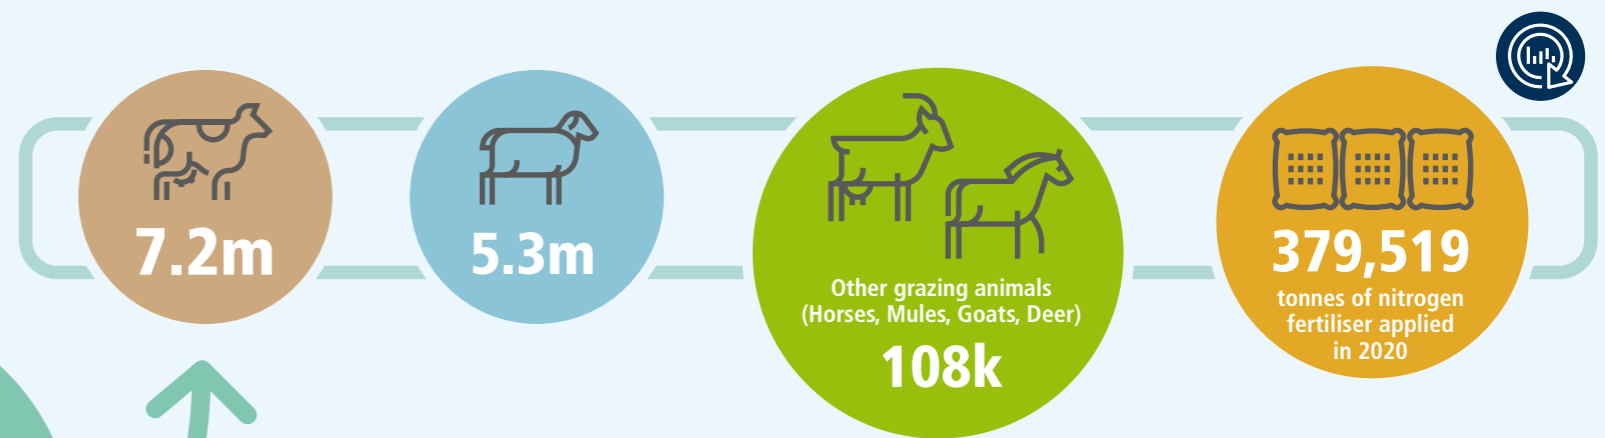 7.2m
5.3m
Other grazing animals
(Horses, Mules, Goats, Deer)
108k
379,519
tonnes of nitrogen
fertiliser applied
in 2020